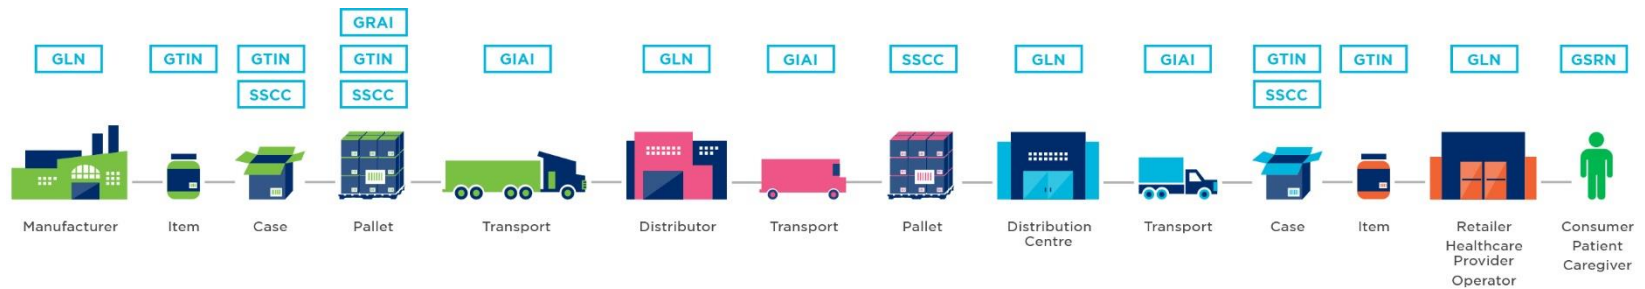 GRAI
GLN
GTIN
GTIN
GTIN
GIAI
GLN
GIAI
SSCC
GLN
GIAI
GTIN
GTIN
GLN
GSRN
SSCC
SSCC
SSCC
Manufacturer
Item
Case
Pallet
Transport
Distributor
Transport
Pallet
Distribution
Centre
Transport
Case
Item
Retailer
Healthcare
Provider
Operator
Consumer
Patient
Caregiver